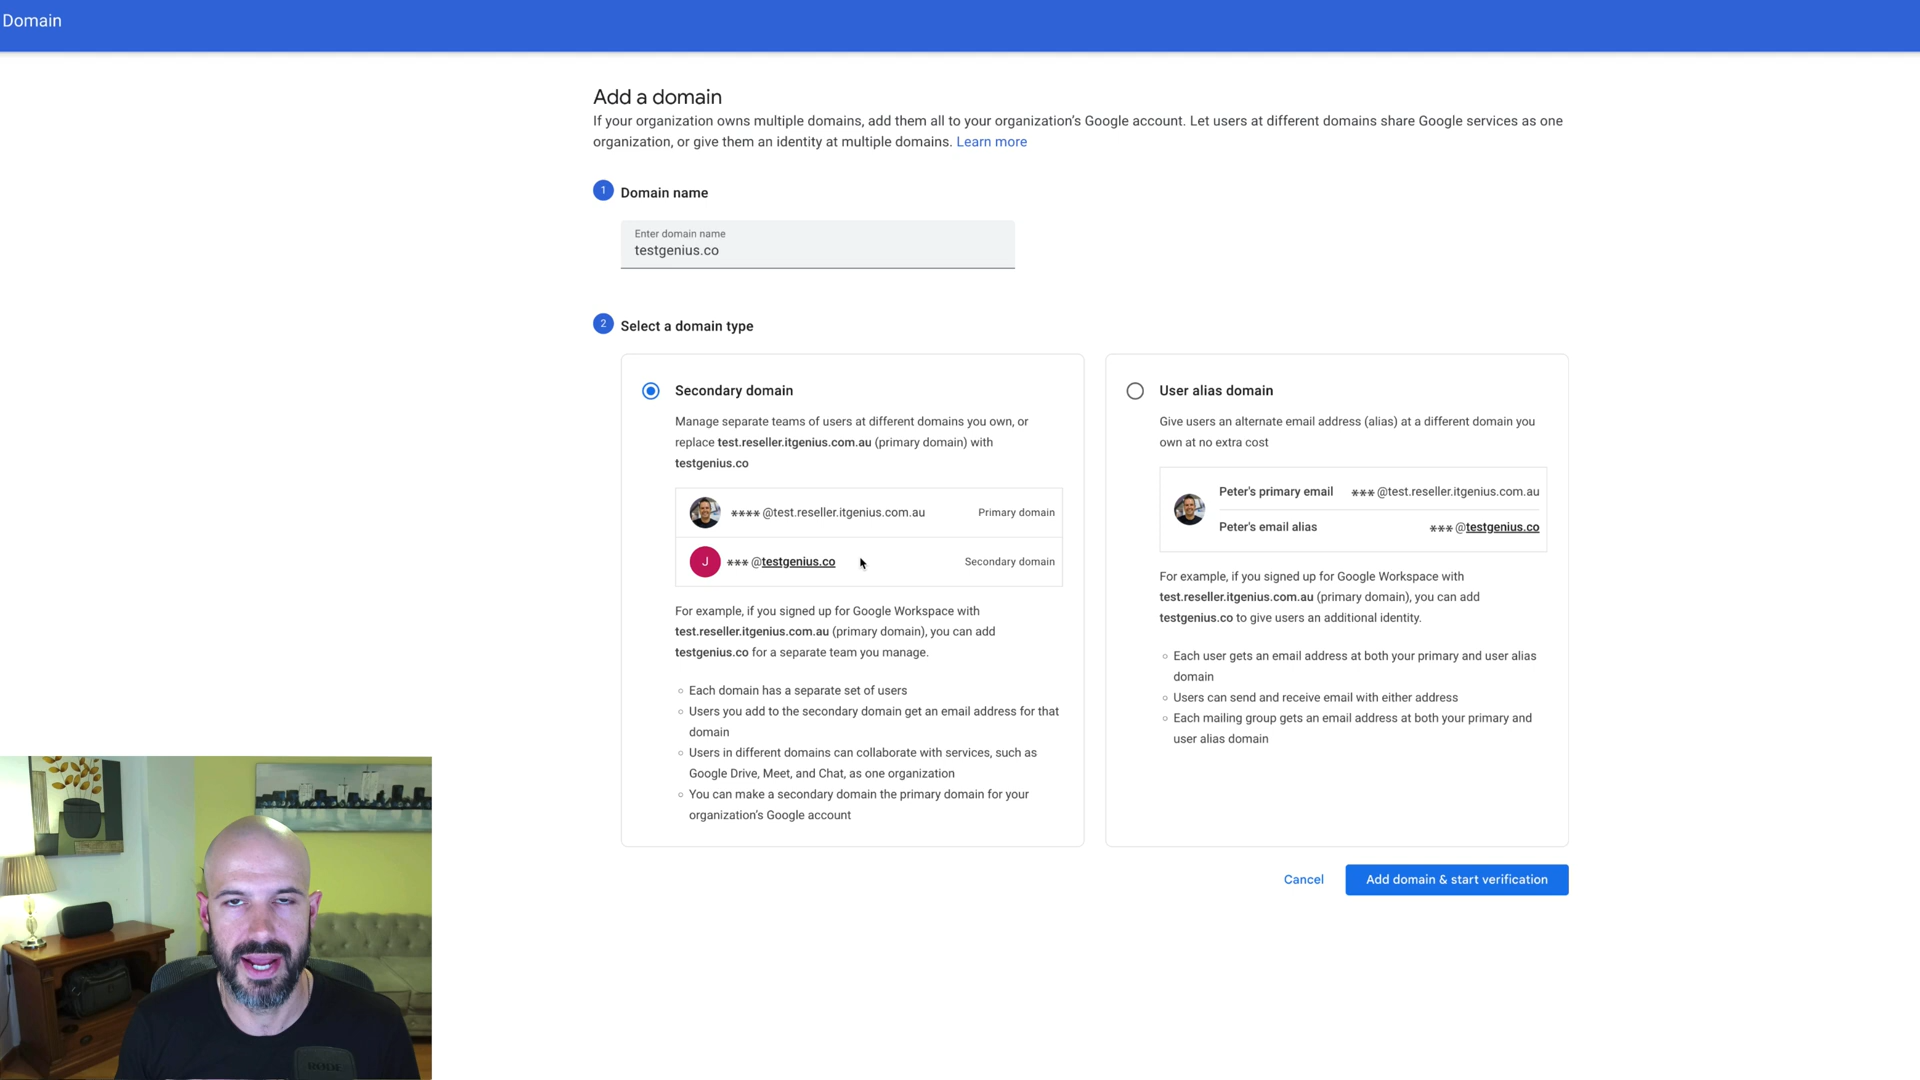 Domain
Add a domain
If your organization owns multiple domains, add them all to your organization's Google account. Let users at different domains share Google services as one
organization, or give them an identity at multiple domains. Learn more
1 Domain name
Enter domain name
testgenius.co
2 Select a domain type
Secondary domain
Manage separate teams of users at different domains you own, or
replace test.reseller.itgenius.com.au (primary domain) with
testgenius.co
**** @test.reseller.itgenius.com.au Primary domain
J *** @testgenius.co Secondary domain
For example, if you signed up for Google Workspace with
test.reseller.itgenius.com.au (primary domain), you can add
testgenius.co for a separate team you manage.
Each domain has a separate set of users
Users you add to the secondary domain get an email address for that
domain
Users in different domains can collaborate with services, such as
Google Drive, Meet, and Chat, as one organization
You can make a secondary domain the primary domain for your
organization's Google account
User alias domain
Give users an alternate email address (alias) at a different domain you
own at no extra cost
Peter's primary email *** @test.reseller.itgenius.com.au
Peter's email alias *** @testgenius.co
For example, if you signed up for Google Workspace with
test.reseller.itgenius.com.au (primary domain), you can add
testgenius.co to give users an additional identity.
Each user gets an email address at both your primary and user alias
domain
Users can send and receive email with either address
Each mailing group gets an email address at both your primary and
user alias domain
Cancel
Add domain & start verification
RODE